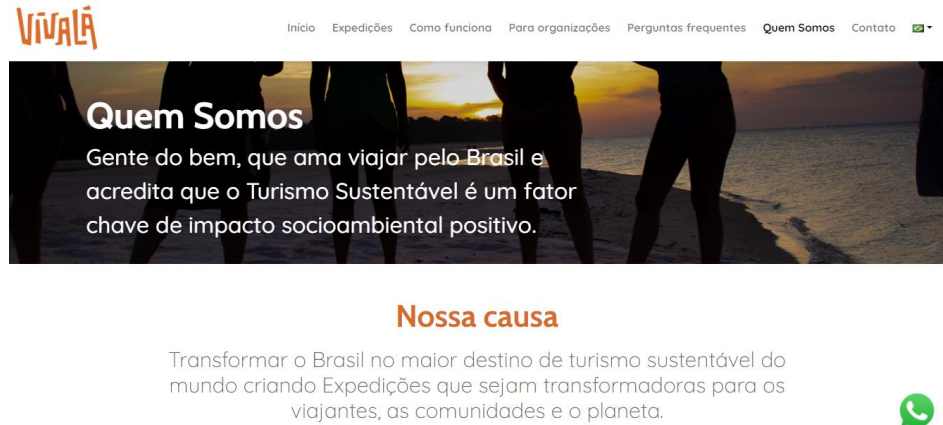 VIVALÁ
Início Expedições Como funciona Para organizações Perguntas frequentes Quem Somos Contato
Quem Somos
Gente do bem, que ama viajar pelo Brasil e
acredita que o Turismo Sustentável é um fator
chave de impacto socioambiental positivo.
Nossa causa
Transformar o Brasil no maior destino de turismo sustentável do
mundo criando Expedições que sejam transformadoras para os
viajantes, as comunidades e o planeta.